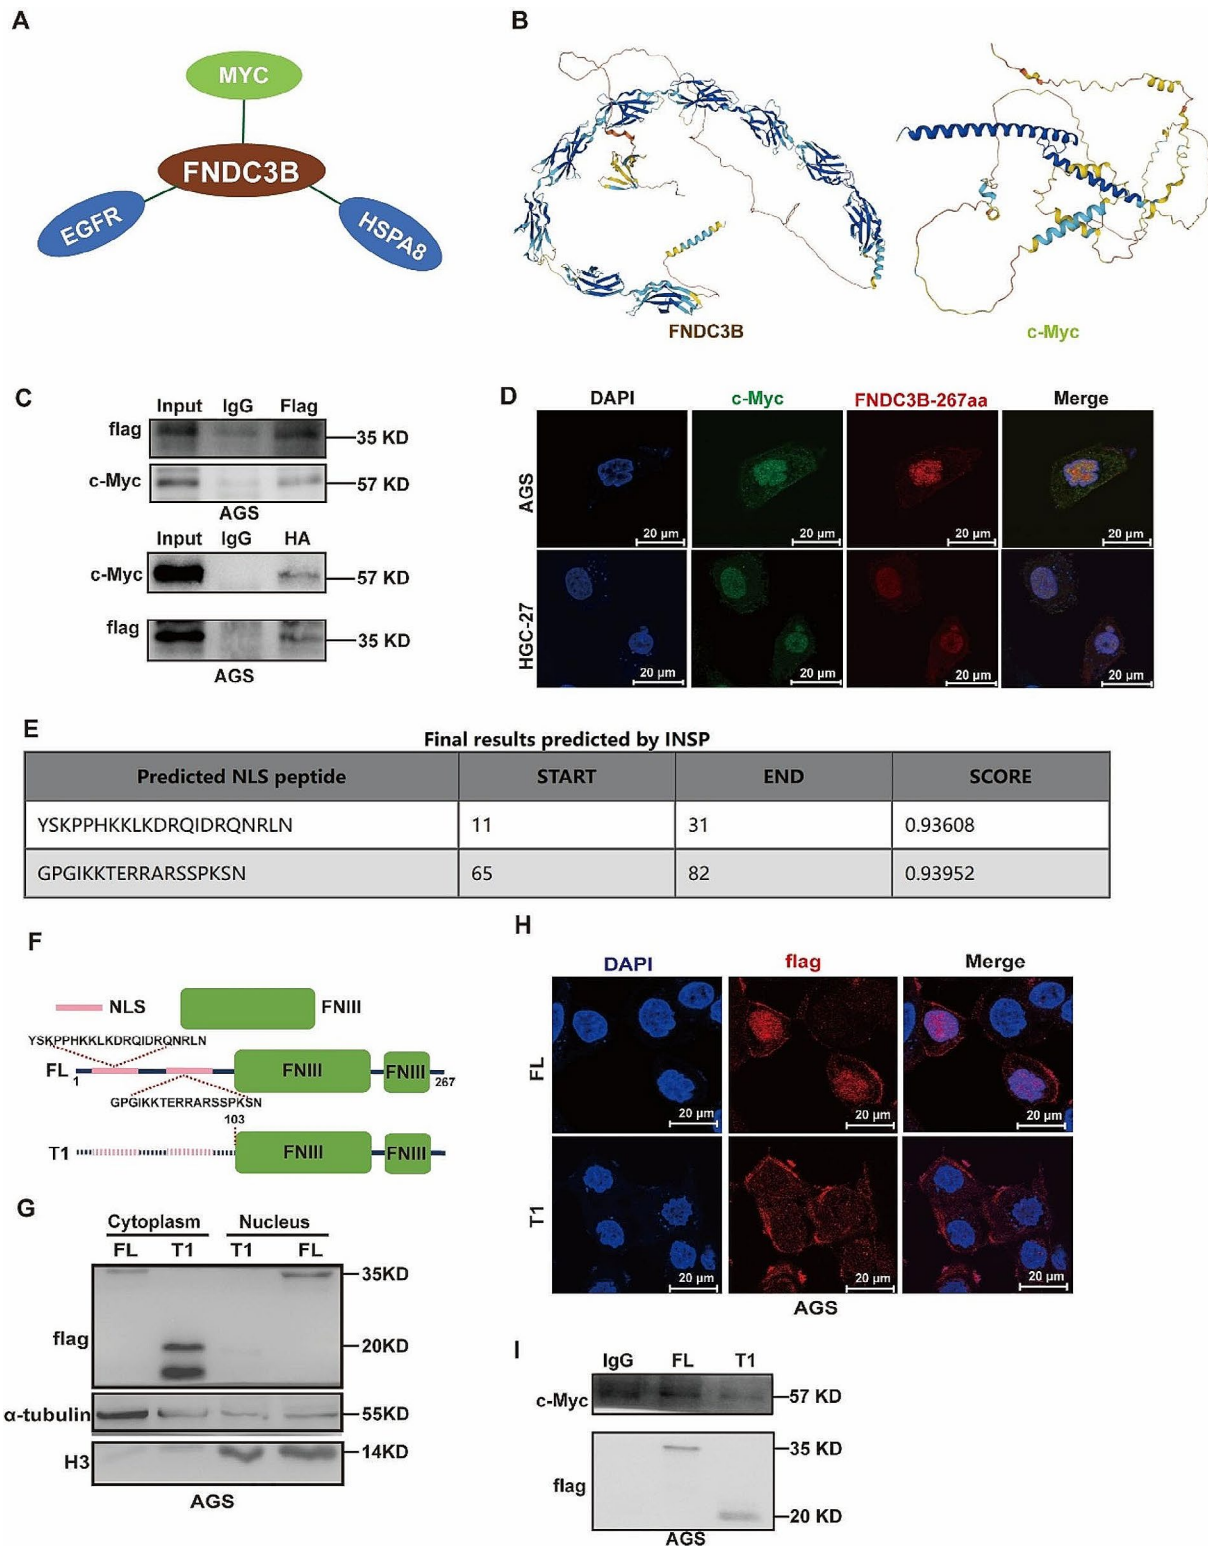 A
MYC
FNDC3B
EGFR
HSPA8
B
FNDC3B
c-Myc
C
Input IgG Flag
flag
35 KD
c-Myc
57 KD
AGS
Input IgG HA
c-Myc
57 KD
flag
35 KD
AGS
D
DAPI c-Myc FNDC3B-267aa Merge
AGS
20 µm 20 µm 20 µm 20 µm
HGC-27
20 µm 20 µm 20 µm 20 µm
E
Final results predicted by INSP
Predicted NLS peptide START END SCORE
YSKPPHKKLKDRQIDRQNRLN 11 31 0.93608
GPGIKKTERRARSSPKSN 65 82 0.93952
F
NLS FNIII
YSKPPHKKLKDRQIDRQNRLN
FL 1 FNIII FNIII 267
GPGIKKTERRARSSPKSN
103
T1 FNIII FNIII
G
Cytoplasm Nucleus
FL T1 T1 FL
35KD
flag
20KD
α-tubulin
55KD
H3
14KD
AGS
H
DAPI flag Merge
FL
20 µm 20 µm 20 µm
T1
20 µm 20 µm 20 µm
AGS
I
IgG FL T1
c-Myc
57 KD
35 KD
flag
20 KD
AGS